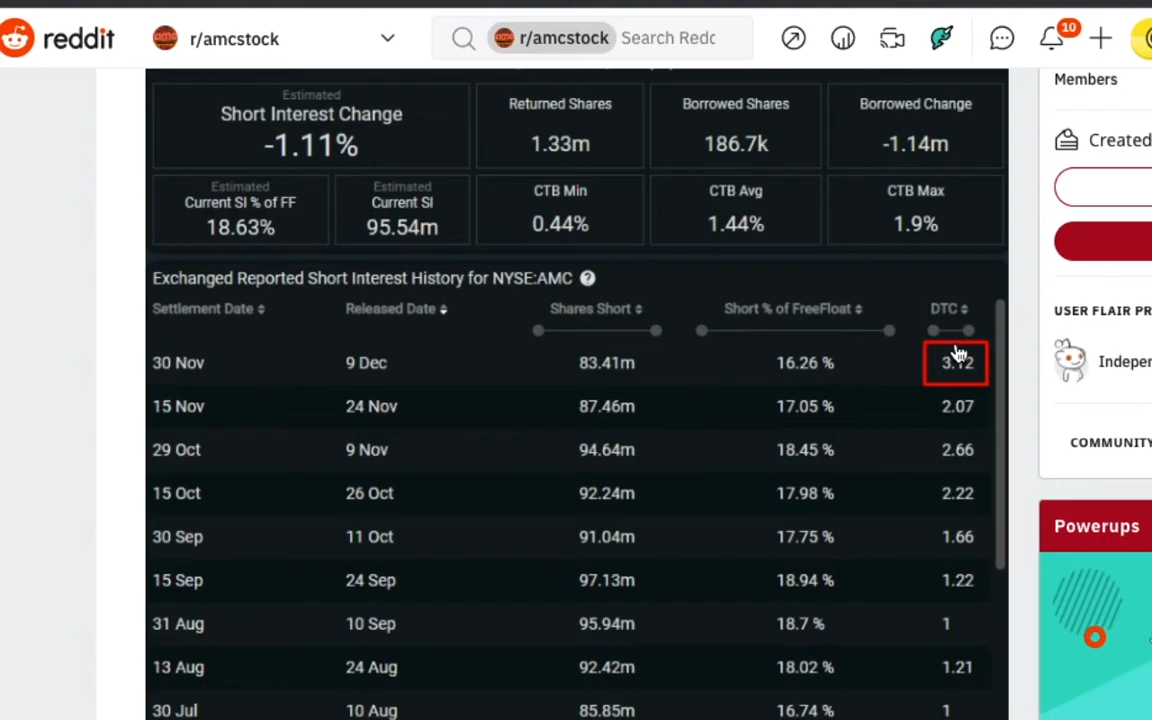 reddit r/amcstock r/amcstock Search Redc 10
Members
Estimated
Short Interest Change
-1.11%
Returned Shares
1.33m
Borrowed Shares
186.7k
Borrowed Change
-1.14m
Created
Estimated
Current SI % of FF
18.63%
Estimated
Current SI
95.54m
CTB Min
0.44%
CTB Avg
1.44%
CTB Max
1.9%
Exchanged Reported Short Interest History for NYSE:AMC ?
Settlement Date Released Date Shares Short Short % of FreeFloat DTC
30 Nov 9 Dec 83.41m 16.26 %
15 Nov 24 Nov 87.46m 17.05 % 2.07
29 Oct 9 Nov 94.64m 18.45 % 2.66
15 Oct 26 Oct 92.24m 17.98 % 2.22
30 Sep 11 Oct 91.04m 17.75 % 1.66
15 Sep 24 Sep 97.13m 18.94 % 1.22
31 Aug 10 Sep 95.94m 18.7 % 1
13 Aug 24 Aug 92.42m 18.02 % 1.21
30 Jul 10 Aug 85.85m 16.74 % 1
USER FLAIR PR
Indeper
COMMUNITY
Powerups